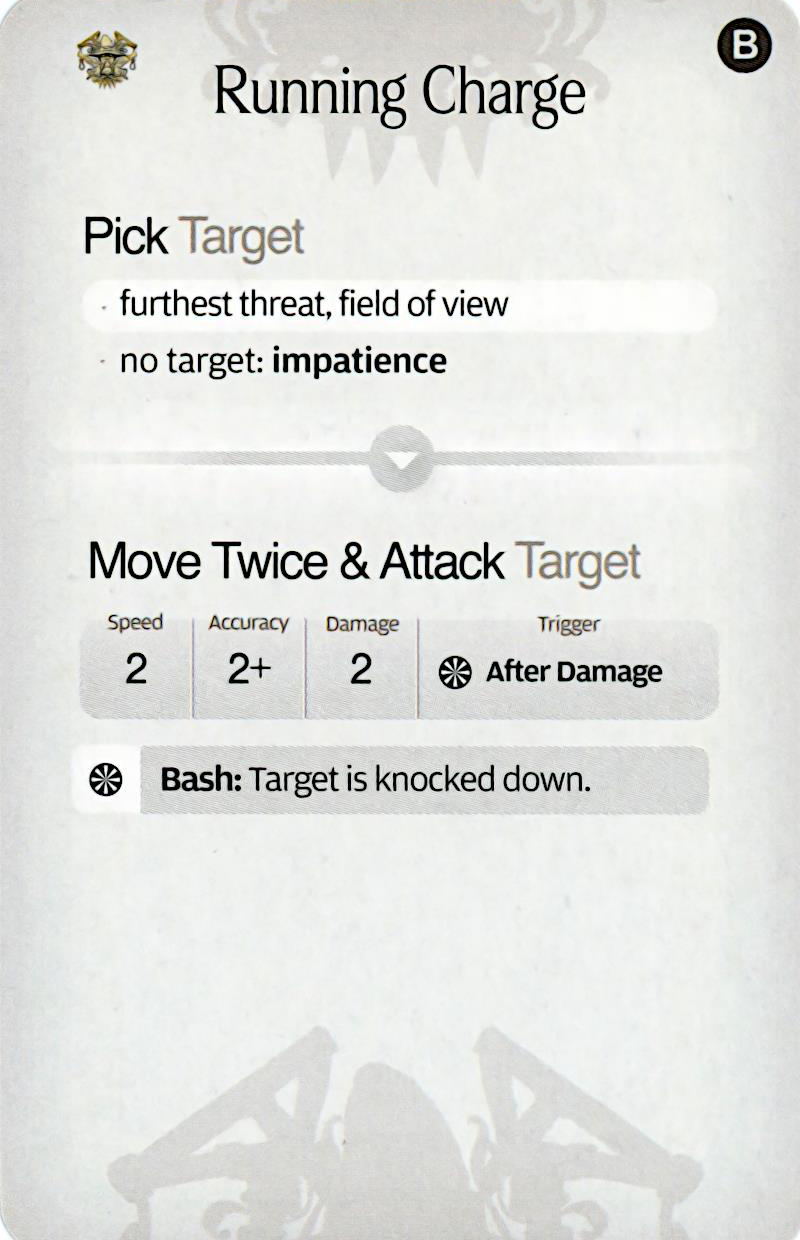 B
Running Charge
Pick Target
· furthest threat, field of view
· no target: impatience
Move Twice & Attack Target
Speed Accuracy Damage Trigger
2 2+ 2 After Damage
Bash: Target is knocked down.